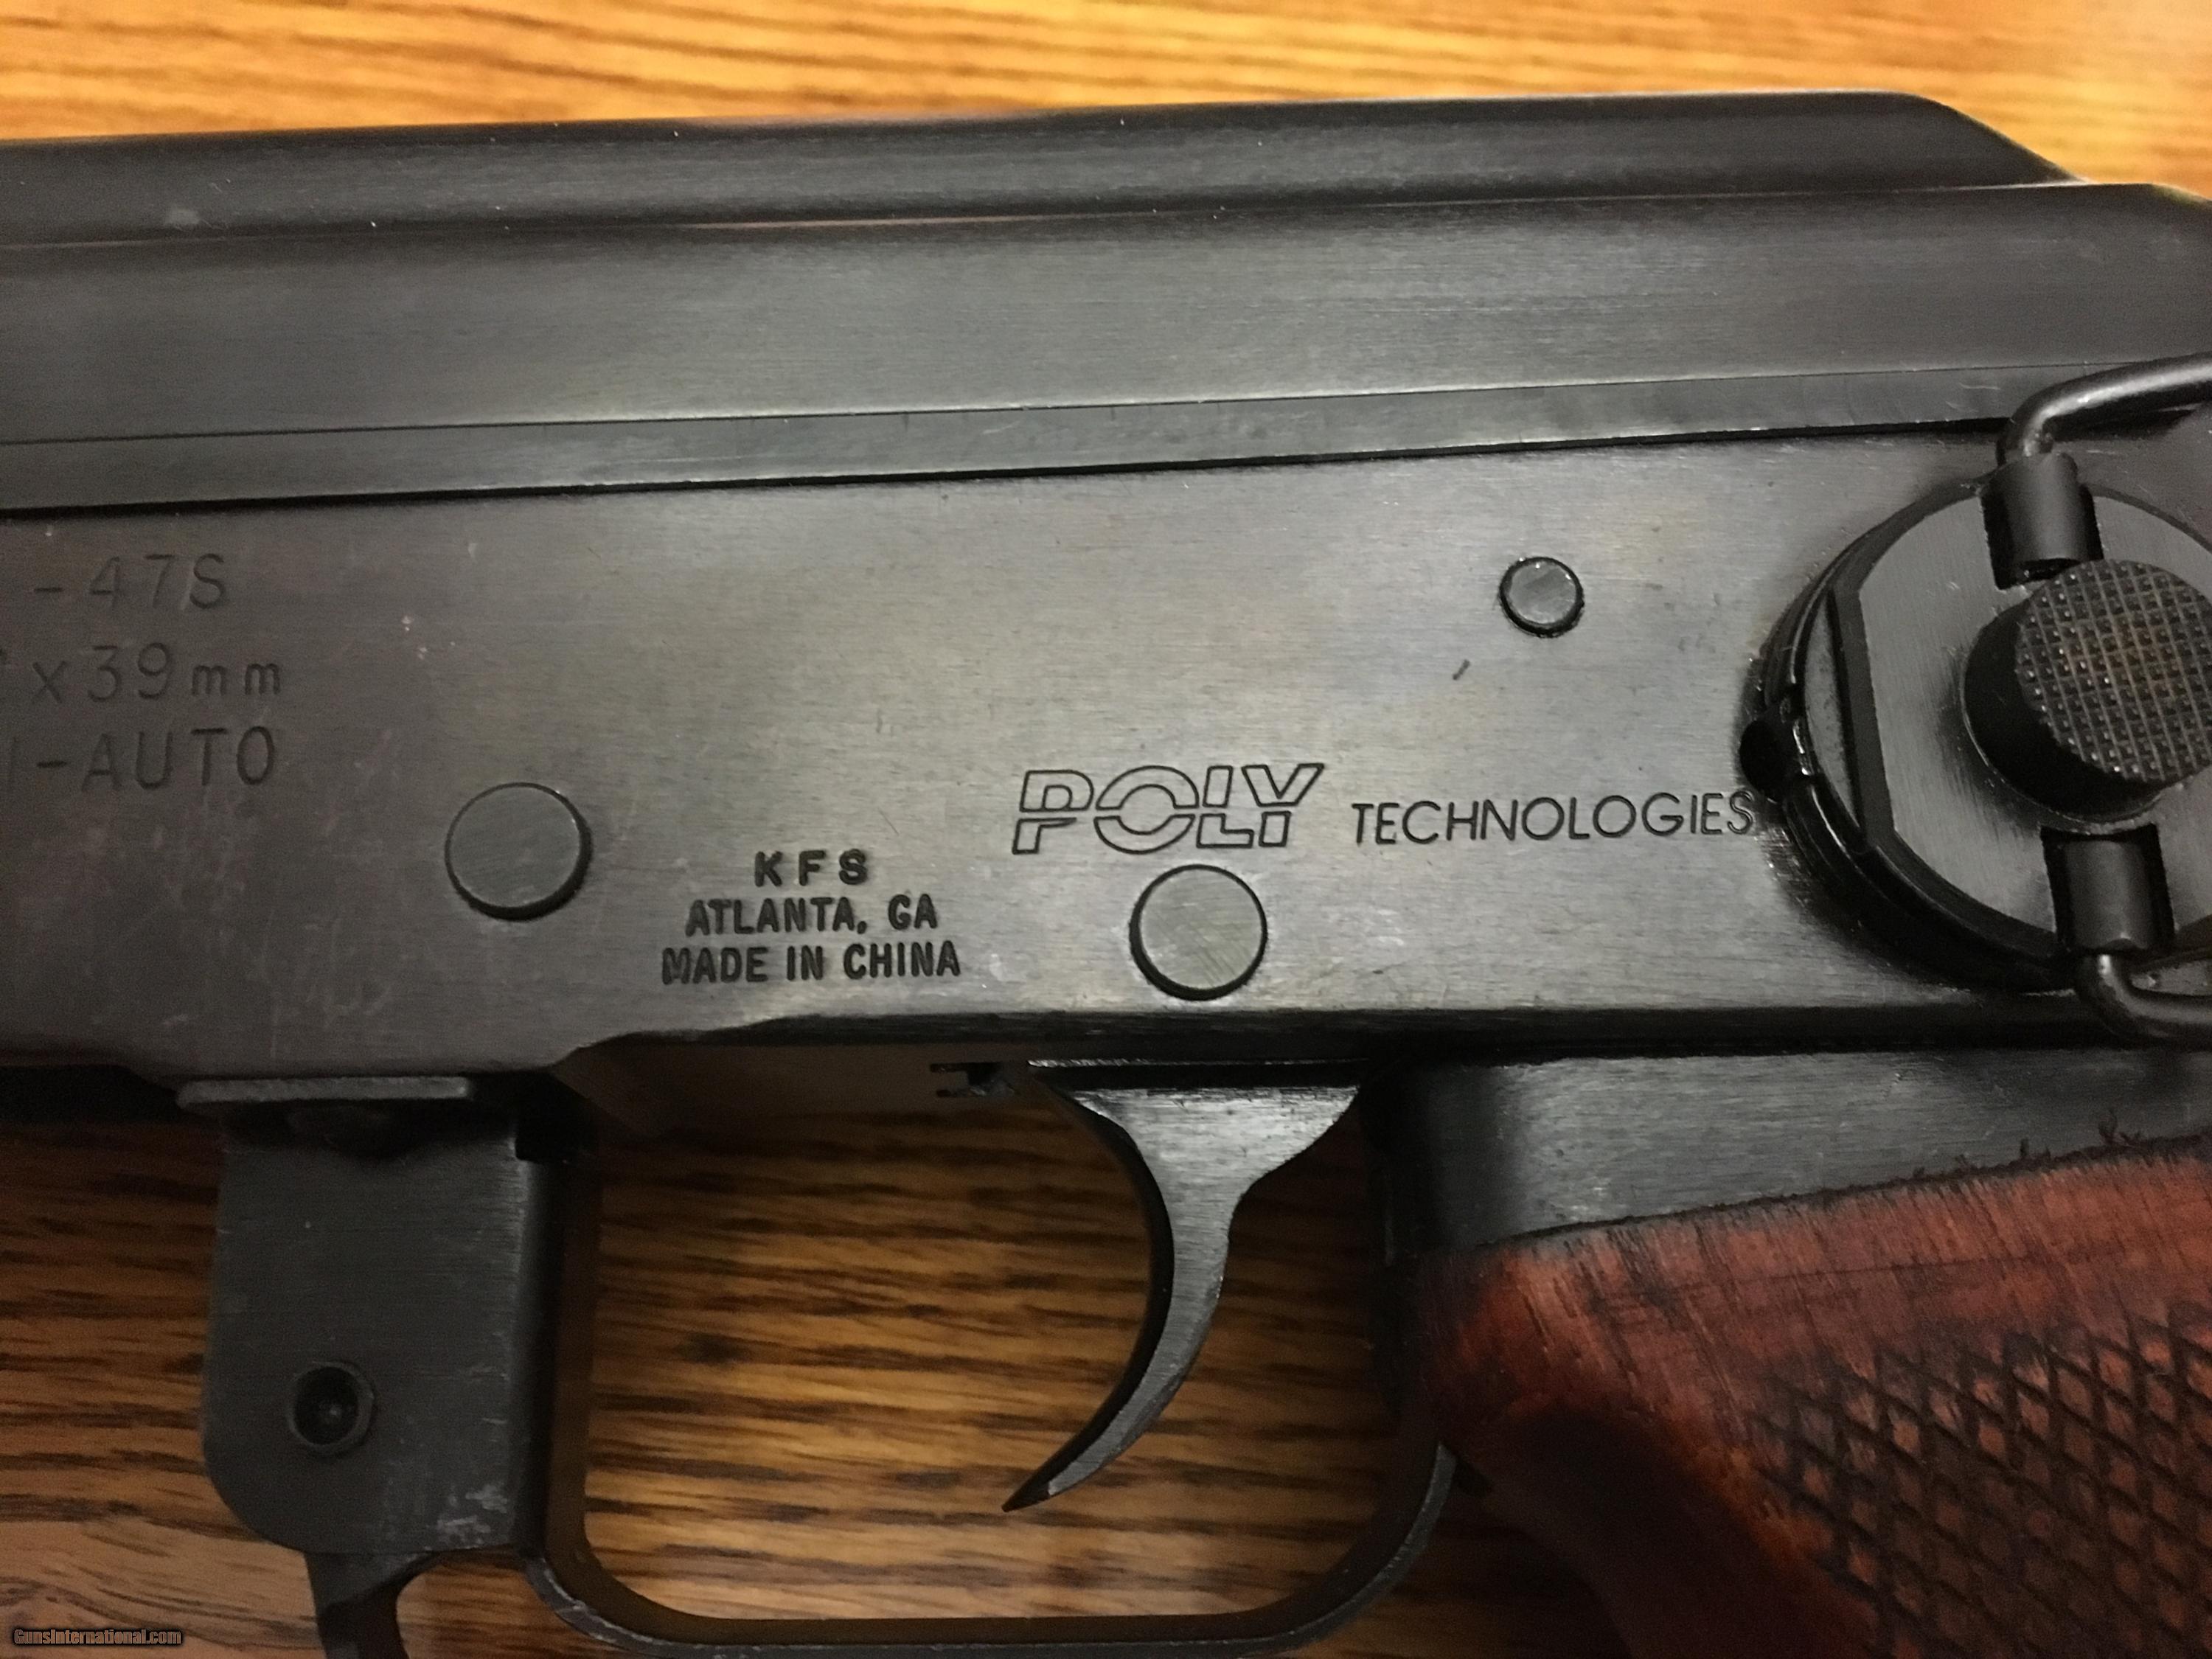 -47S
x39mm
-AUTO
POLY TECHNOLOGIES
KFS
ATLANTA, GA
MADE IN CHINA
GunsInternational.com